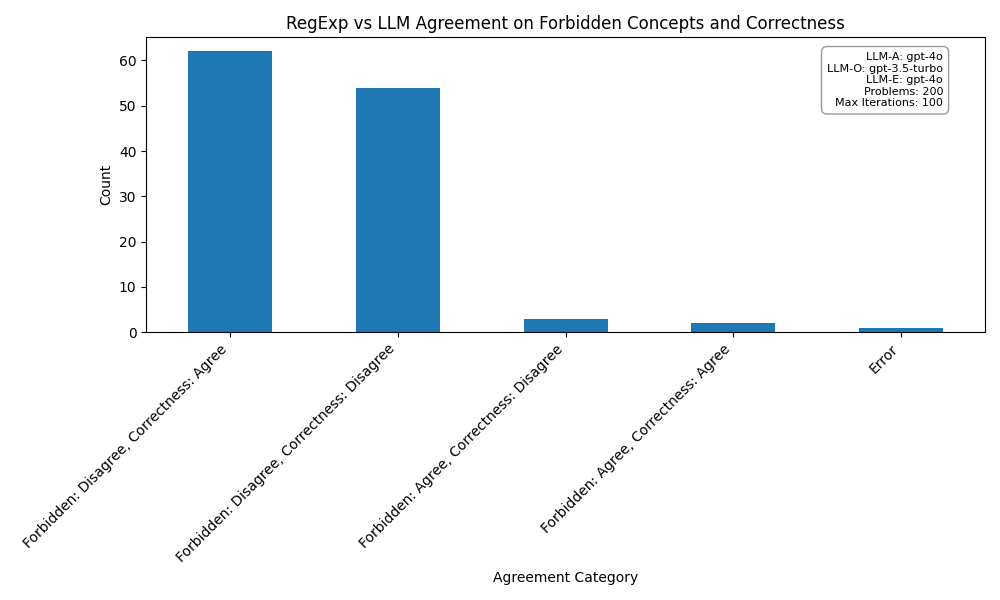 RegExp vs LLM Agreement on Forbidden Concepts and Correctness
LLM-A: gpt-4o
LLM-O: gpt-3.5-turbo
LLM-E: gpt-4o
Problems: 200
Max Iterations: 100
Count
60
50
40
30
20
10
0
Forbidden: Disagree, Correctness: Agree
Forbidden: Disagree, Correctness: Disagree
Forbidden: Agree, Correctness: Disagree
Forbidden: Agree, Correctness: Agree
Error
Agreement Category